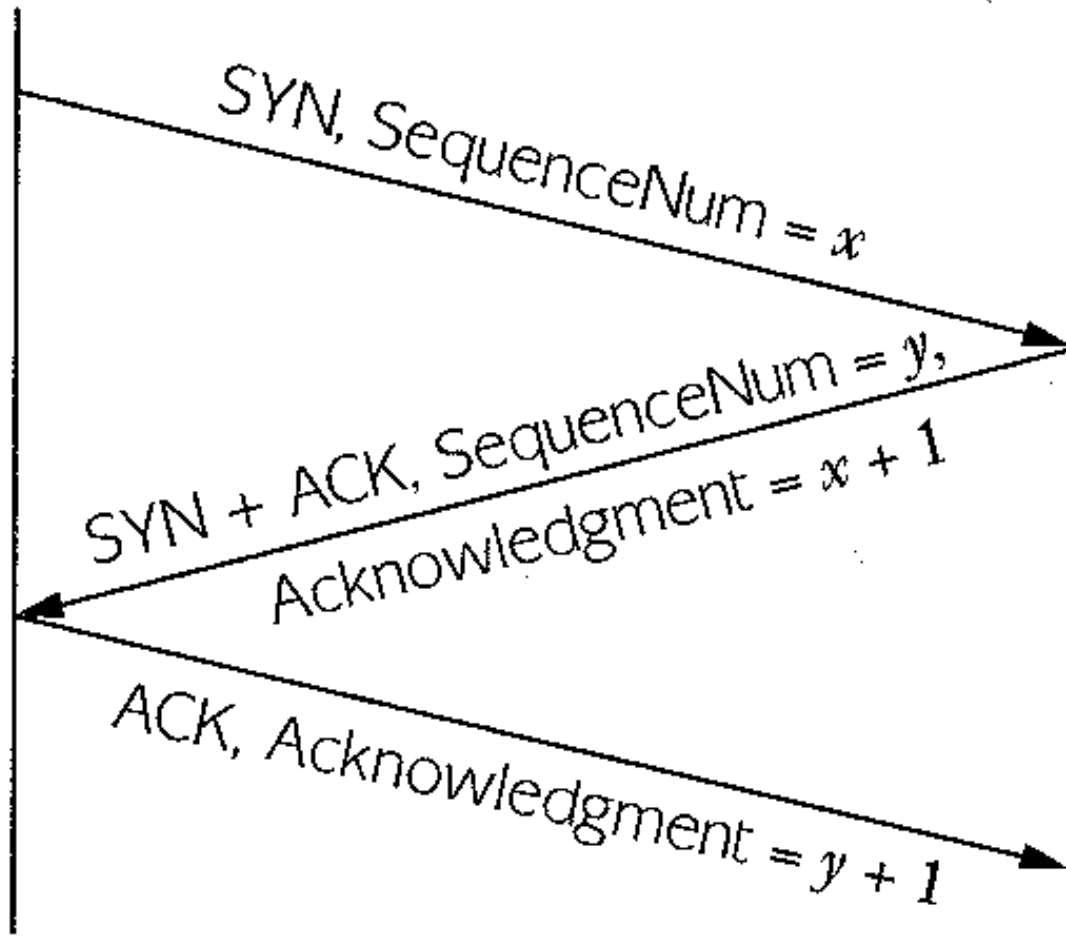 SYN, SequenceNum = x
SYN + ACK, SequenceNum = y,
Acknowledgment = x + 1
ACK, Acknowledgment = y + 1